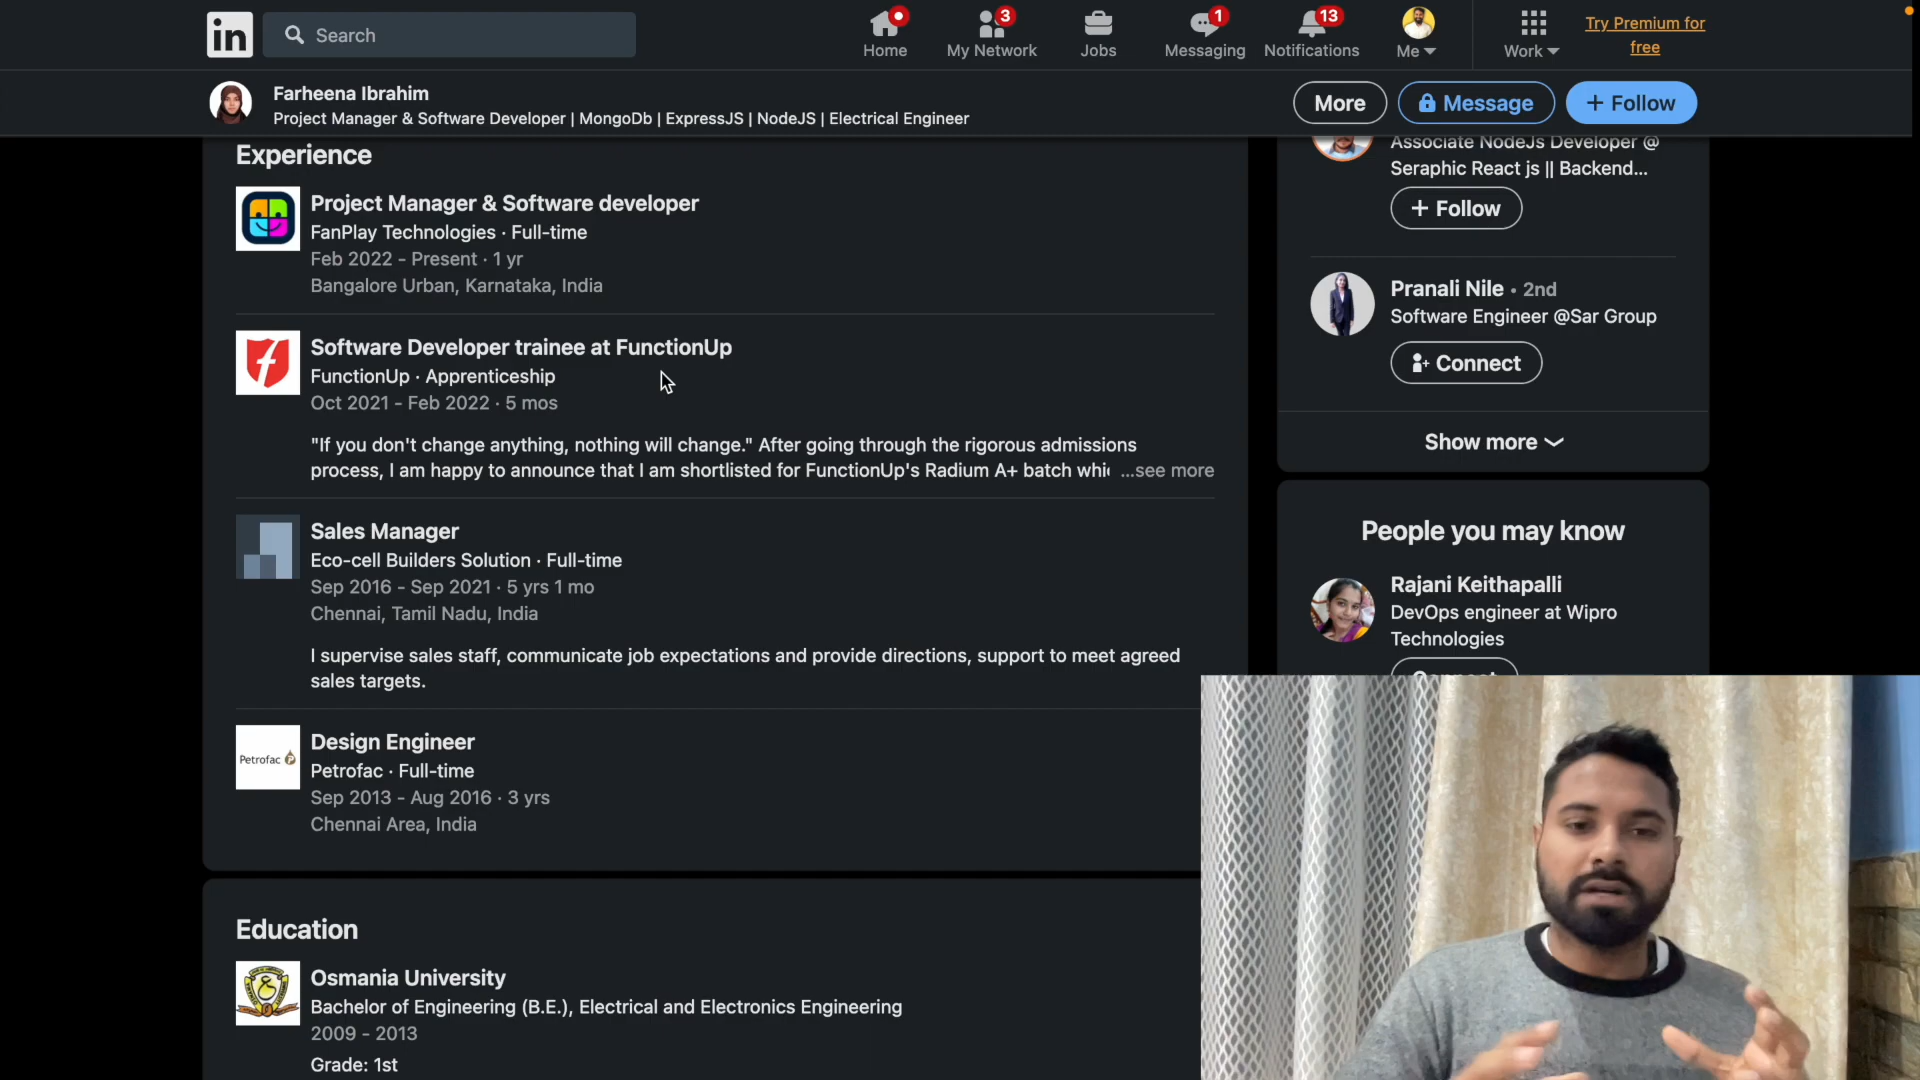 in
Search
Home
3
My Network
Jobs
1
Messaging
13
Notifications
Me
Work
Try Premium for
free
Farheena Ibrahim
Project Manager & Software Developer | MongoDb | ExpressJS | NodeJS | Electrical Engineer
More
Message
+ Follow
Experience
Project Manager & Software developer
FanPlay Technologies · Full-time
Feb 2022 - Present · 1 yr
Bangalore Urban, Karnataka, India
Software Developer trainee at FunctionUp
FunctionUp · Apprenticeship
Oct 2021 - Feb 2022 · 5 mos
"If you don't change anything, nothing will change." After going through the rigorous admissions
process, I am happy to announce that I am shortlisted for FunctionUp's Radium A+ batch ...see more
Sales Manager
Eco-cell Builders Solution · Full-time
Sep 2016 - Sep 2021 · 5 yrs 1 mo
Chennai, Tamil Nadu, India
I supervise sales staff, communicate job expectations and provide directions, support to meet agreed
sales targets.
Petrofac
Design Engineer
Petrofac · Full-time
Sep 2013 - Aug 2016 · 3 yrs
Chennai Area, India
Education
Osmania University
Bachelor of Engineering (B.E.), Electrical and Electronics Engineering
2009 - 2013
Grade: 1st
Associate NodeJs Developer @
Seraphic React js || Backend...
+ Follow
Pranali Nile · 2nd
Software Engineer @Sar Group
Connect
Show more
People you may know
Rajani Keithapalli
DevOps engineer at Wipro
Technologies